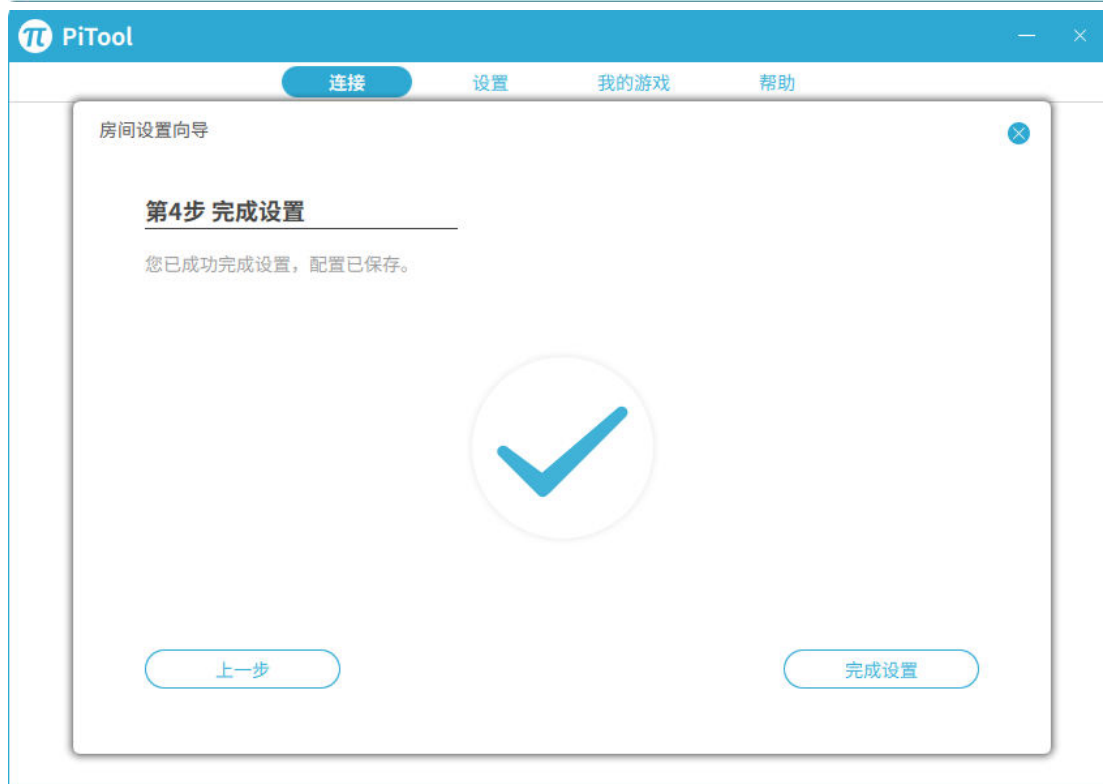 π PiTool
连接 设置 我的游戏 帮助
房间设置向导
第4步 完成设置
您已成功完成设置，配置已保存。
上一步 完成设置